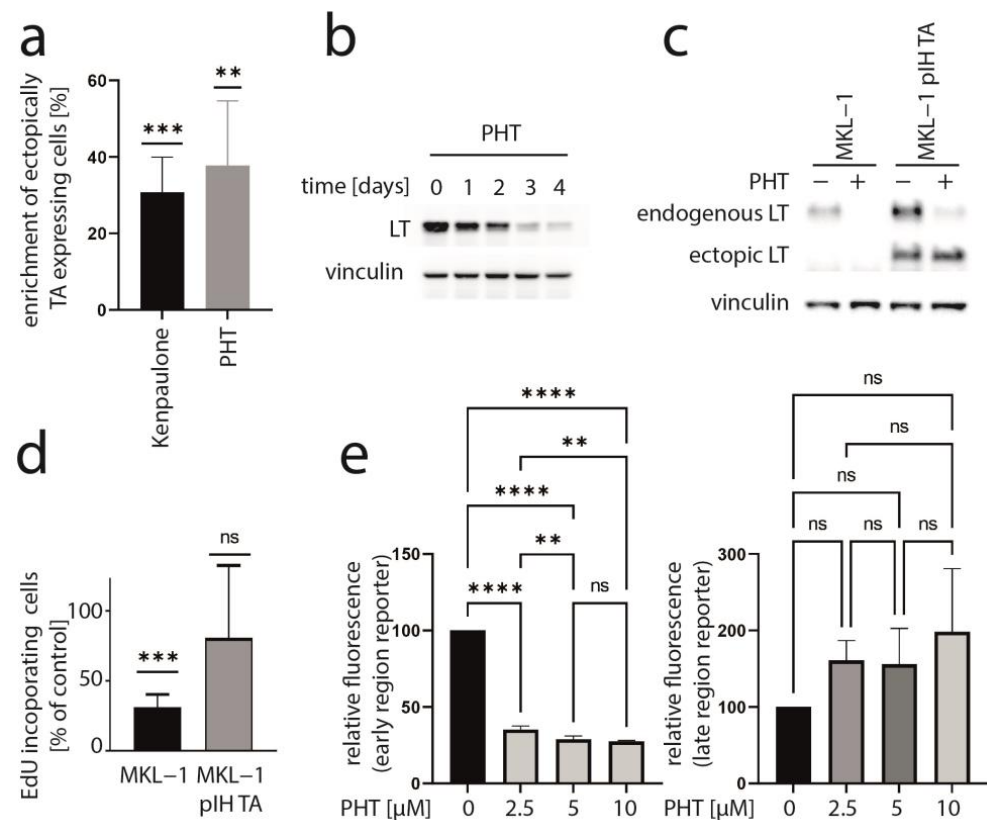 a
enrichment of ectopically
TA expressing cells [%]
60
40
20
0
***
**
Kenpaulone
PHT
b
PHT
time [days] 0 1 2 3 4
LT
vinculin
c
MKL–1
MKL–1 pIH TA
PHT – + – +
endogenous LT
ectopic LT
vinculin
d
EdU incoporating cells
[% of control]
100
50
0
***
ns
MKL–1
MKL–1
pIH TA
e
relative fluorescence
(early region reporter)
150
100
50
0
****
**
****
**
****
ns
PHT [µM] 0 2.5 5 10
relative fluorescence
(late region reporter)
300
200
100
0
ns
ns
ns
ns
ns
ns
PHT [µM] 0 2.5 5 10